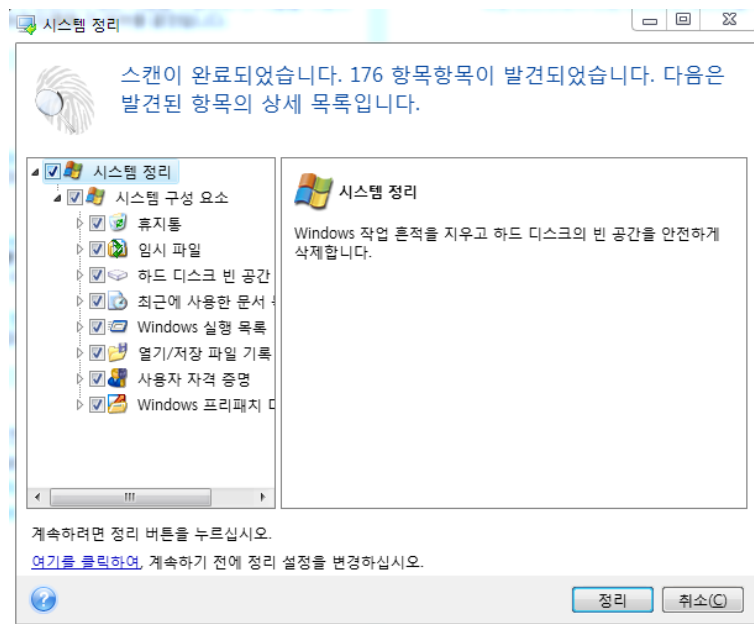 시스템 정리
스캔이 완료되었습니다. 176 항목항목이 발견되었습니다. 다음은
발견된 항목의 상세 목록입니다.
시스템 정리
시스템 구성 요소
휴지통
임시 파일
하드 디스크 빈 공간
최근에 사용한 문서
Windows 실행 목록
열기/저장 파일 기록
사용자 자격 증명
Windows 프리패치
시스템 정리
Windows 작업 흔적을 지우고 하드 디스크의 빈 공간을 안전하게
삭제합니다.
계속하려면 정리 버튼을 누르십시오.
여기를 클릭하여, 계속하기 전에 정리 설정을 변경하십시오.
정리
취소(C)